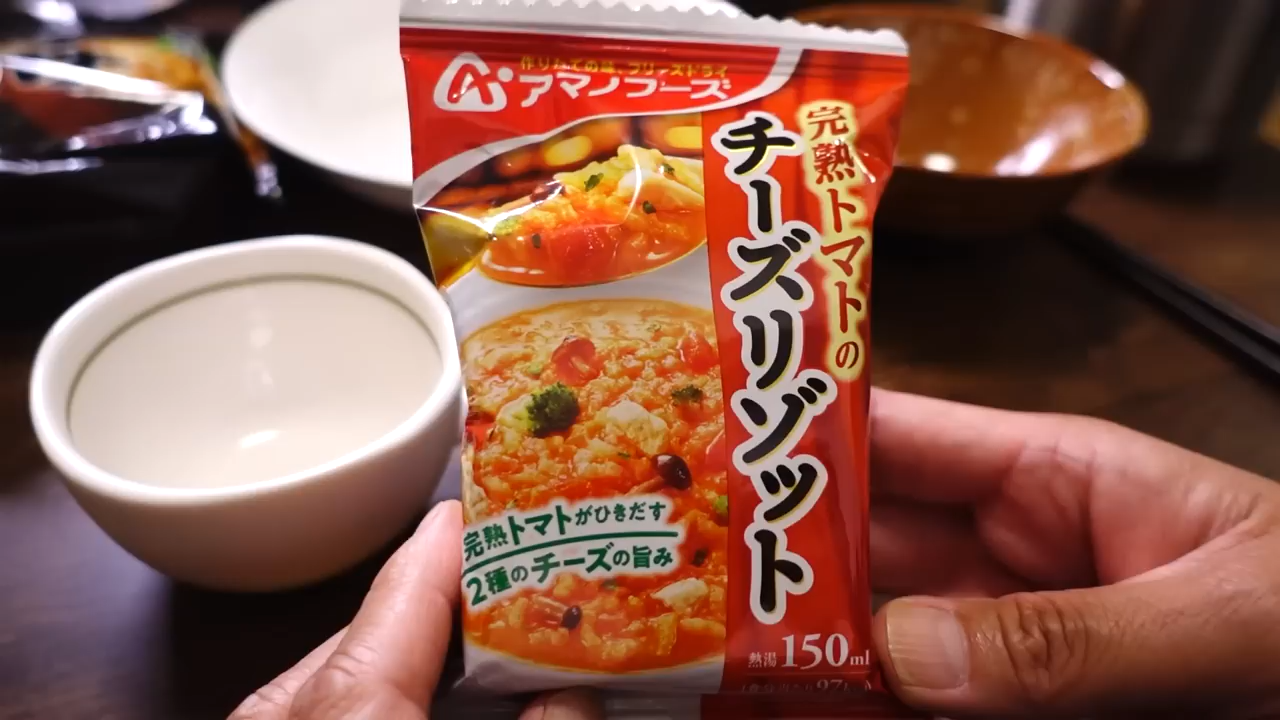 作りたての味、フリーズドライ
アマノフーズ
完熟トマトの
チーズリゾット
完熟トマトがひきだす
2種のチーズの旨み
熱湯150ml